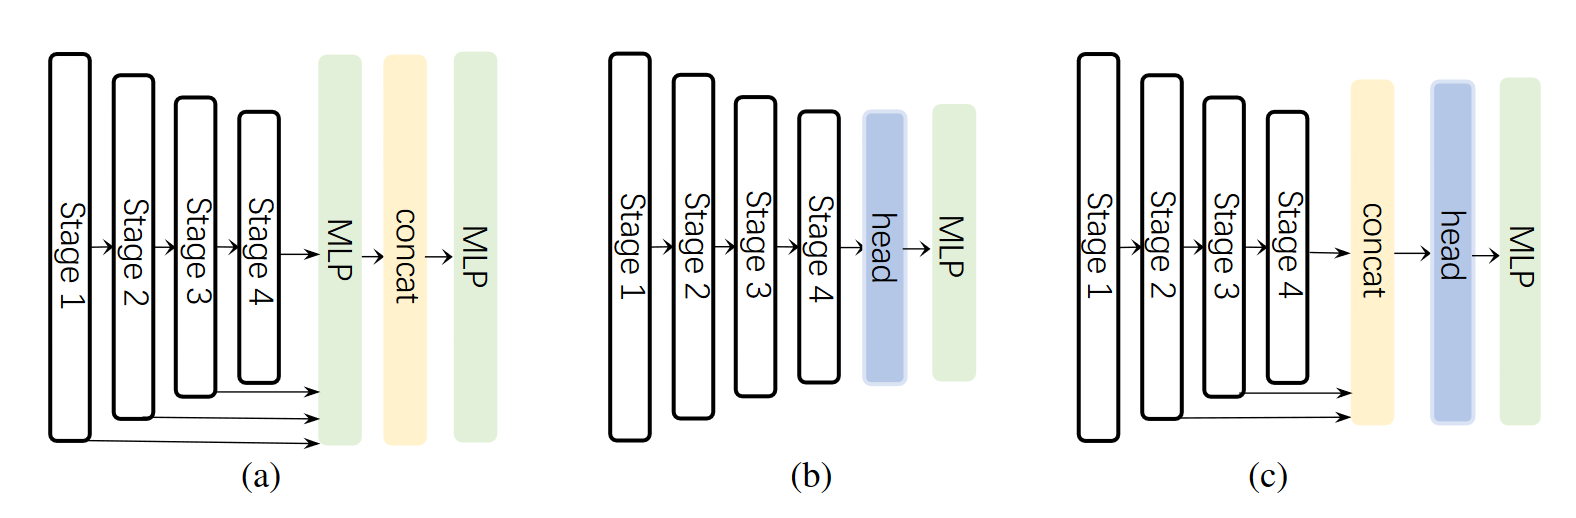 Stage 1
Stage 2
Stage 3
Stage 4
MLP
concat
MLP
(a)
Stage 1
Stage 2
Stage 3
Stage 4
head
MLP
(b)
Stage 1
Stage 2
Stage 3
Stage 4
concat
head
MLP
(c)